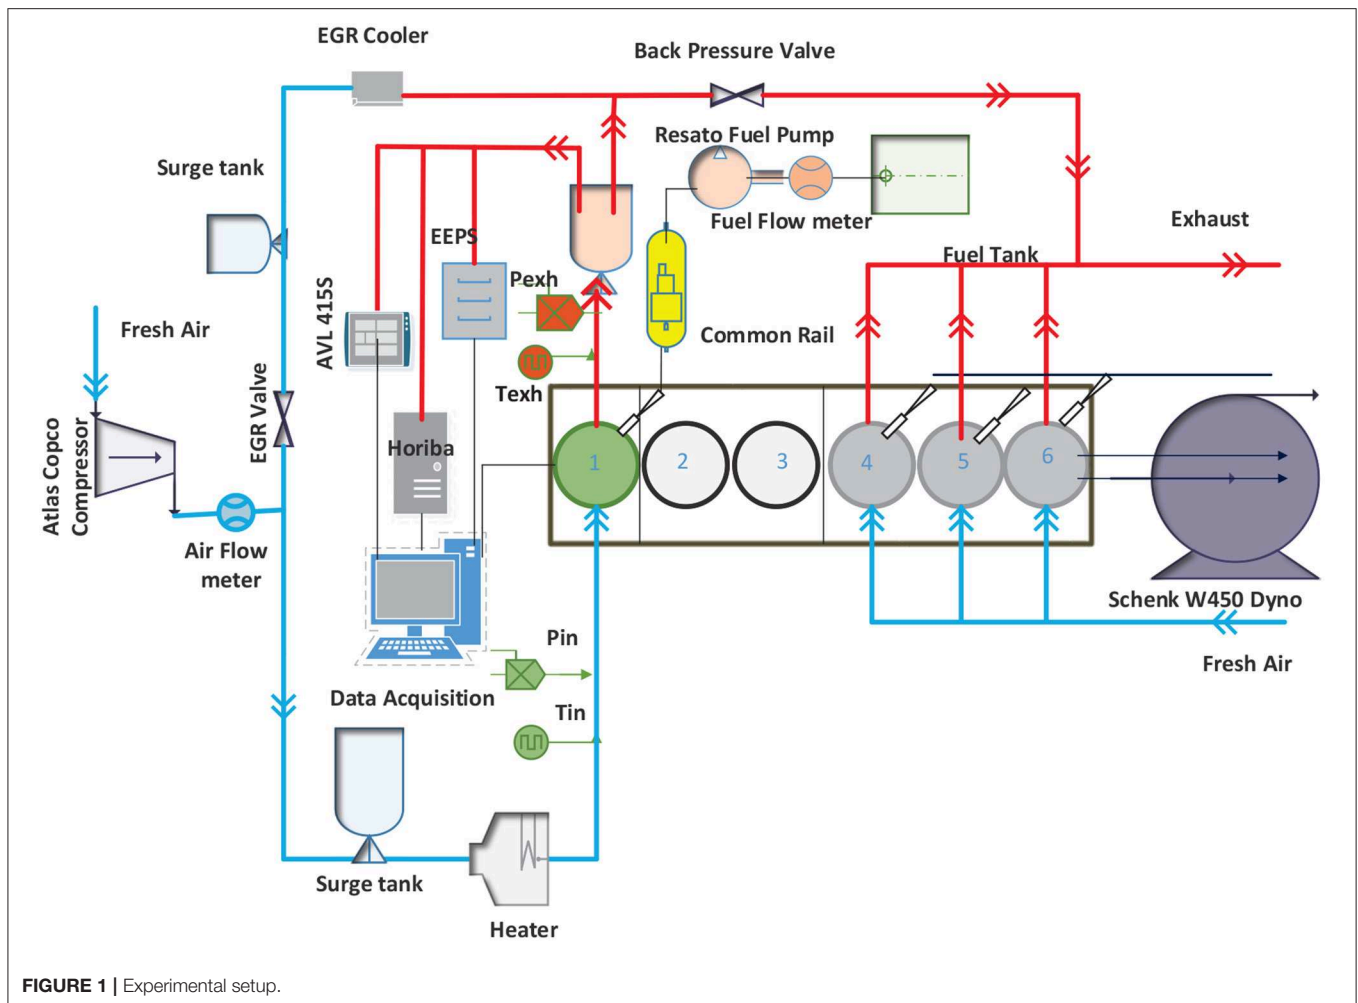 EGR Cooler
Back Pressure Valve
Resato Fuel Pump
Surge tank
Fuel Flow meter
Exhaust
EEPS
Fuel Tank
Pexh
AVL 415S
Fresh Air
Common Rail
EGR Valve
Texh
Atlas Copco
Compressor
Horiba
1
2
3
4
5
6
Air Flow
meter
Schenk W450 Dyno
Pin
Fresh Air
Data Acquisition
Tin
Surge tank
Heater
FIGURE 1 | Experimental setup.